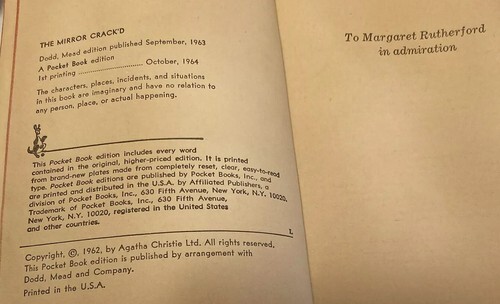 THE MIRROR CRACK'D
Dodd, Mead edition published September, 1963
A Pocket Book edition
1st printing ........................ October, 1964
The characters, places, incidents, and situations
in this book are imaginary and have no relation to
any person, place, or actual happening.
This Pocket Book edition includes every word
contained in the original, higher-priced edition. It is printed
from brand-new plates made from completely reset, clear, easy-to-read
type. Pocket Book editions are published by Pocket Books, Inc., and
are printed and distributed in the U.S.A. by Affiliated Publishers, a
division of Pocket Books, Inc., 630 Fifth Avenue, New York, N.Y. 10020.
Trademark of Pocket Books, Inc., 630 Fifth Avenue,
New York, N.Y. 10020, registered in the United States
and other countries.
L
Copyright, ©, 1962, by Agatha Christie Ltd. All rights reserved.
This Pocket Book edition is published by arrangement with
Dodd, Mead and Company.
Printed in the U.S.A.
To Margaret Rutherford
in admiration